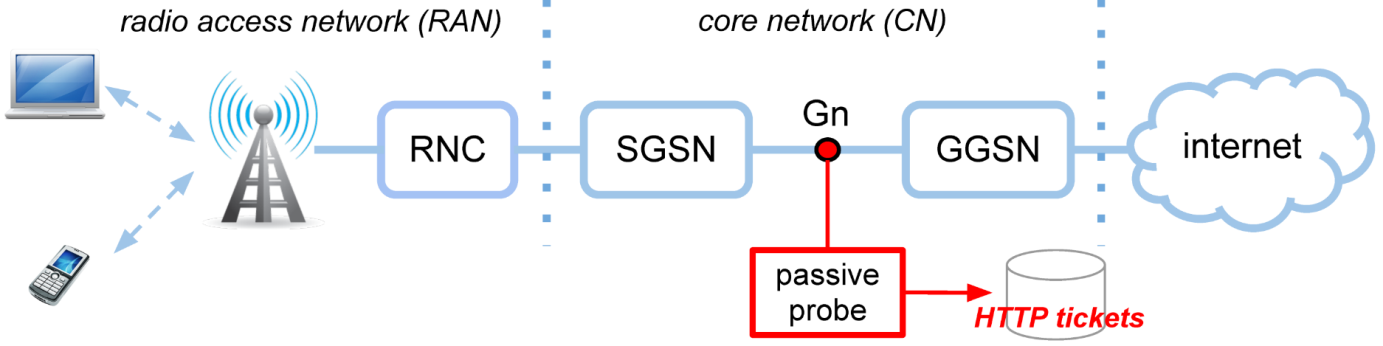 radio access network (RAN)
core network (CN)
RNC
SGSN
Gn
GGSN
internet
passive
probe
HTTP tickets